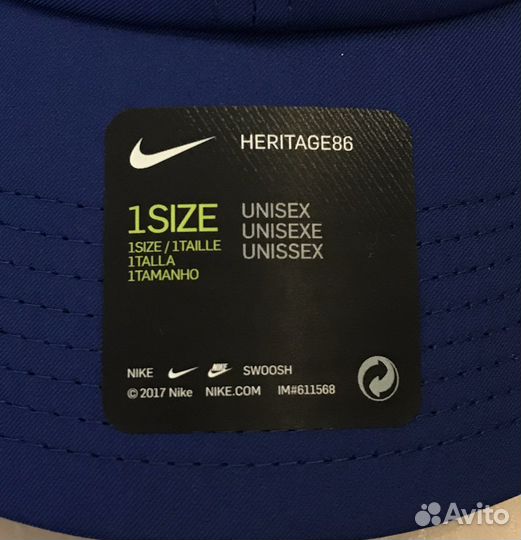 HERITAGE86
1SIZE
1SIZE / 1TAILLE
1TALLA
1TAMANHO
UNISEX
UNISEXE
UNISSEX
NIKE SWOOSH
© 2017 Nike NIKE.COM IM#611568
Avito